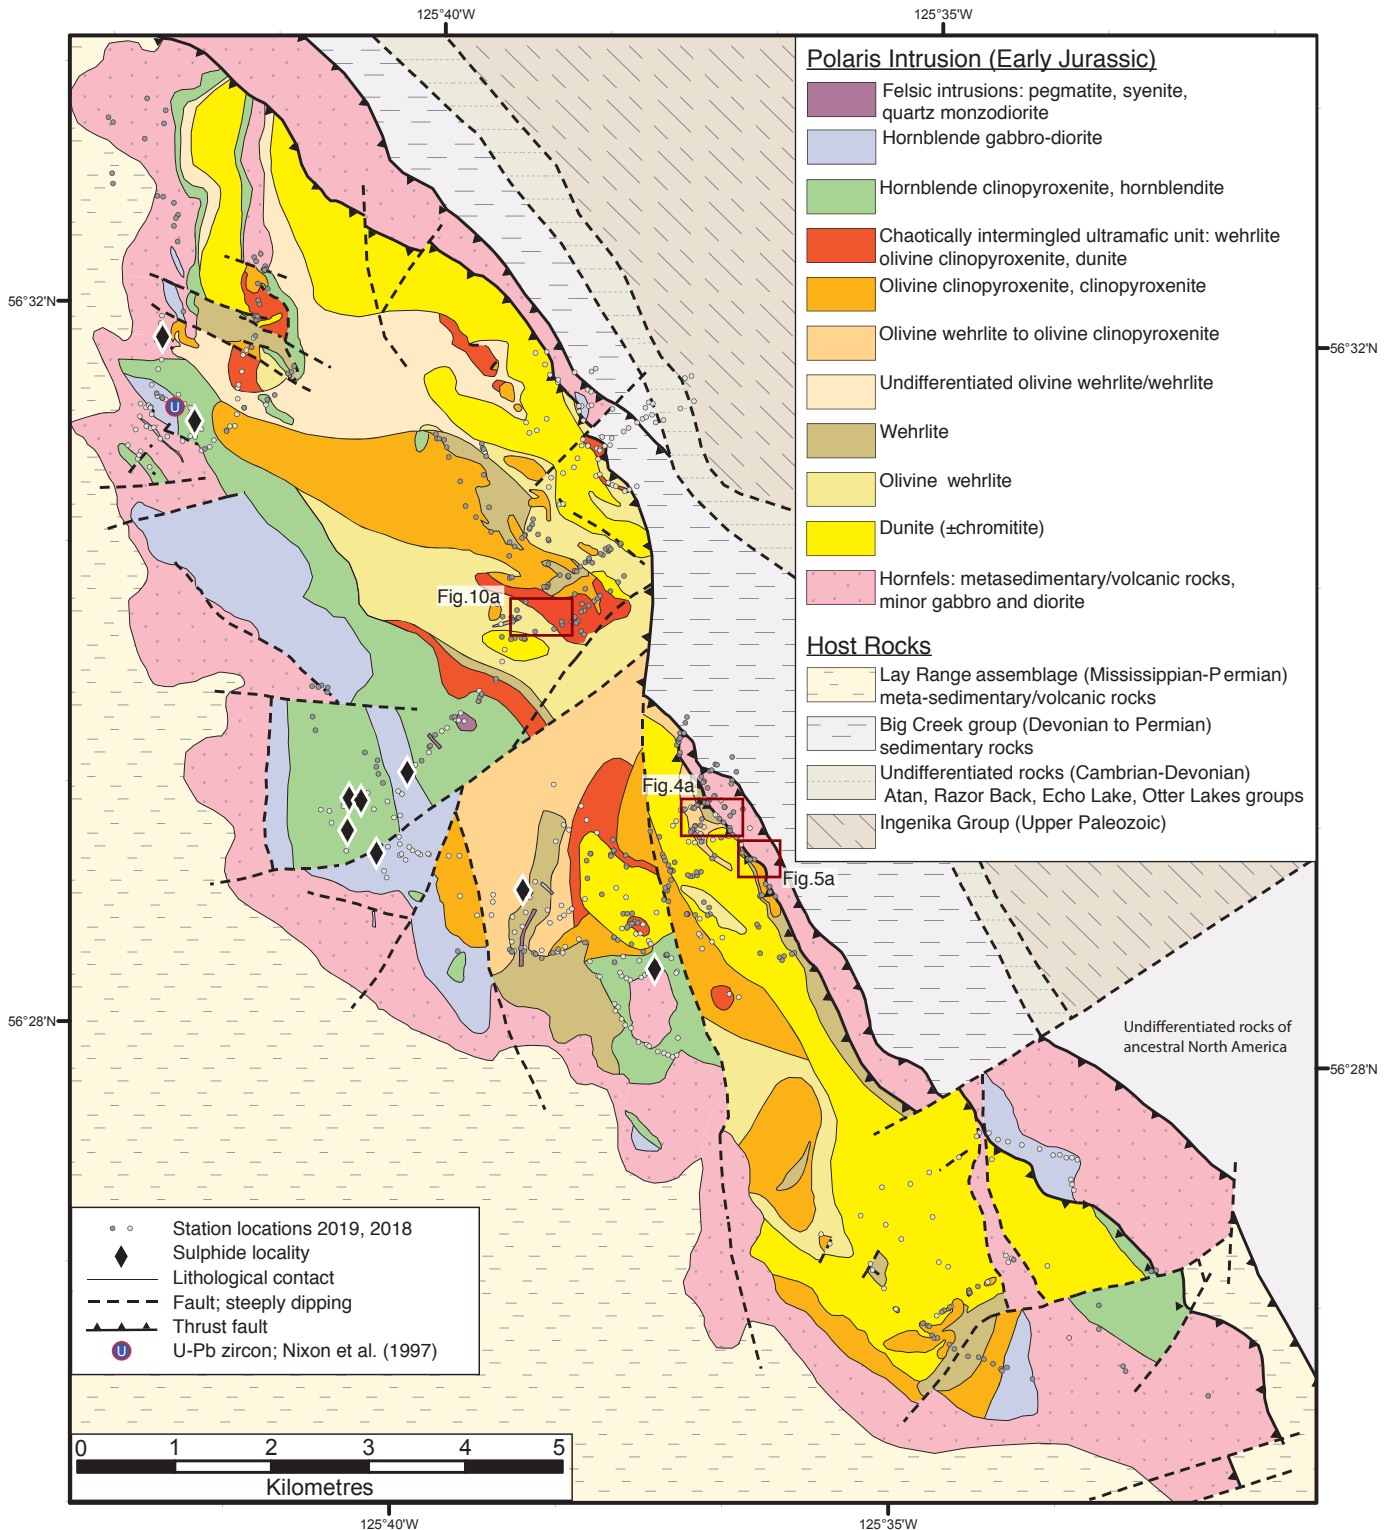 125°40'W
125°35'W
Polaris Intrusion (Early Jurassic)
Felsic intrusions: pegmatite, syenite,
quartz monzodiorite
Hornblende gabbro-diorite
Hornblende clinopyroxenite, hornblendite
Chaotically intermingled ultramafic unit: wehrlite
olivine clinopyroxenite, dunite
Olivine clinopyroxenite, clinopyroxenite
Olivine wehrlite to olivine clinopyroxenite
Undifferentiated olivine wehrlite/wehrlite
Wehrlite
Olivine wehrlite
Dunite (±chromitite)
Hornfels: metasedimentary/volcanic rocks,
minor gabbro and diorite
Host Rocks
Lay Range assemblage (Mississippian-Permian)
meta-sedimentary/volcanic rocks
Big Creek group (Devonian to Permian)
sedimentary rocks
Undifferentiated rocks (Cambrian-Devonian)
Atan, Razor Back, Echo Lake, Otter Lakes groups
Ingenika Group (Upper Paleozoic)
56°32'N
56°32'N
U
Fig.10a
Fig.4a
Fig.5a
56°28'N
Undifferentiated rocks of
ancestral North America
56°28'N
Station locations 2019, 2018
Sulphide locality
Lithological contact
Fault; steeply dipping
Thrust fault
U U-Pb zircon; Nixon et al. (1997)
0 1 2 3 4 5
Kilometres
125°40'W
125°35'W